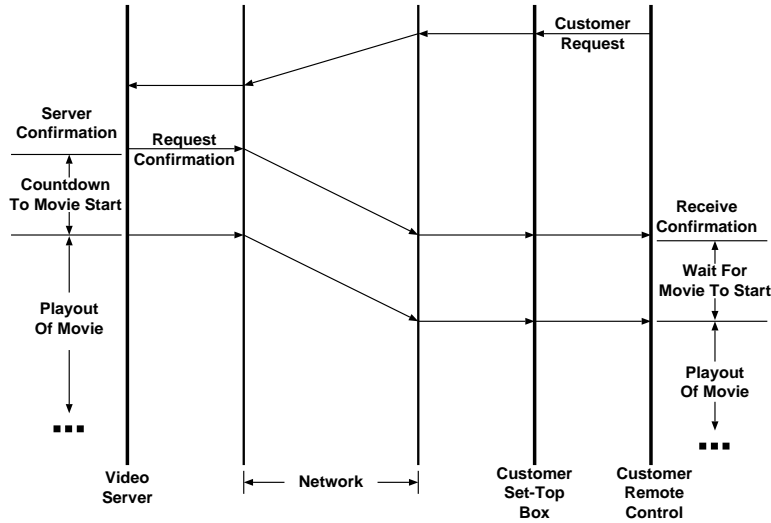 Customer
Request
Server
Confirmation
Request
Confirmation
Countdown
To Movie Start
Receive
Confirmation
Wait For
Movie To Start
Playout
Of Movie
Playout
Of Movie
Video
Server
Network
Customer
Set-Top
Box
Customer
Remote
Control